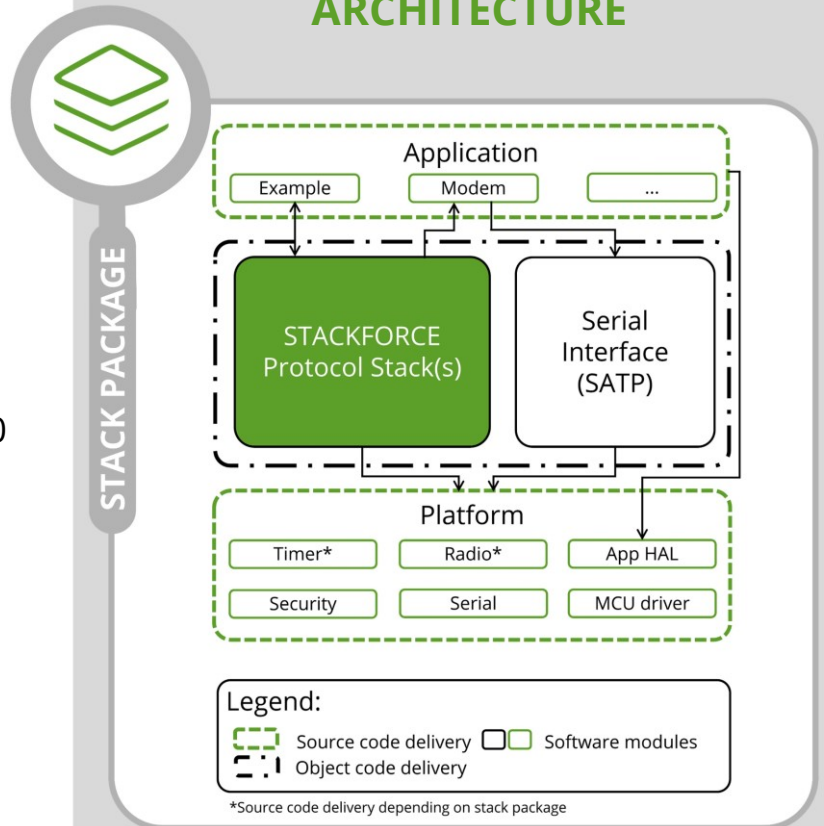 ARCHITECTURE
STACK PACKAGE
Application
Example
Modem
...
STACKFORCE
Protocol Stack(s)
Serial
Interface
(SATP)
Platform
Timer*
Radio*
App HAL
Security
Serial
MCU driver
Legend:
Source code delivery
Software modules
Object code delivery
*Source code delivery depending on stack package